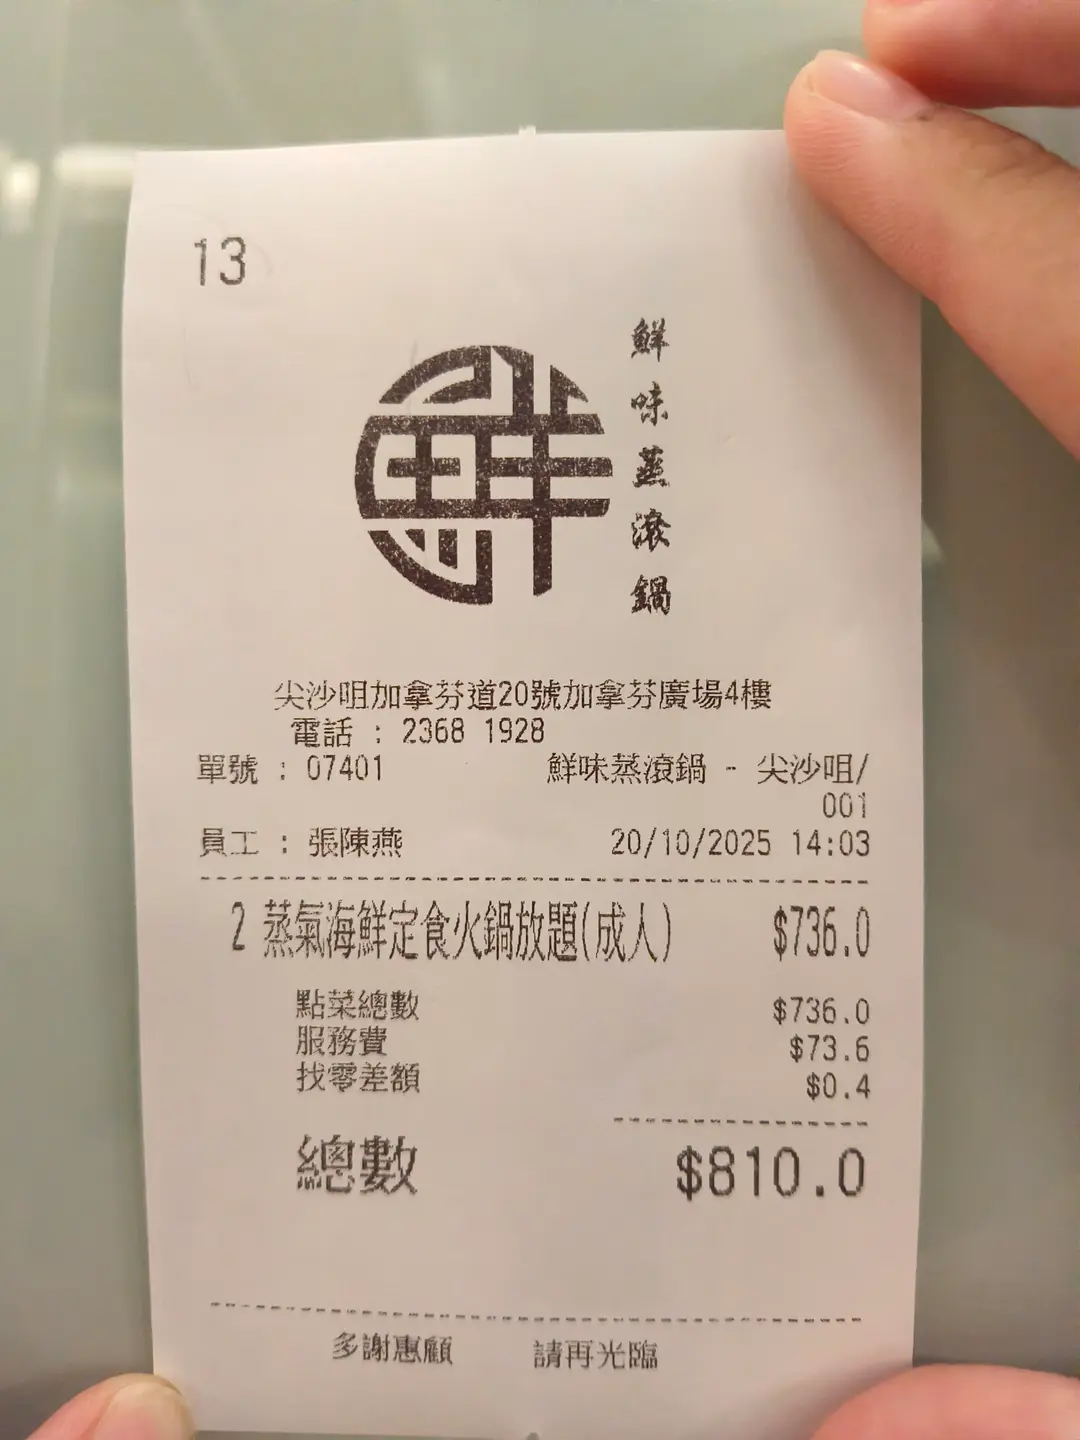 13
鮮
鮮味蒸滾鍋
尖沙咀加拿芬道20號加拿芬廣場4樓
電話 : 2368 1928
單號 : 07401 鮮味蒸滾鍋 - 尖沙咀/
001
員工 : 張陳燕 20/10/2025 14:03
2 蒸氣海鮮定食火鍋放題(成人) $736.0
點菜總數 $736.0
服務費 $73.6
找零差額 $0.4
總數 $810.0
多謝惠顧 請再光臨